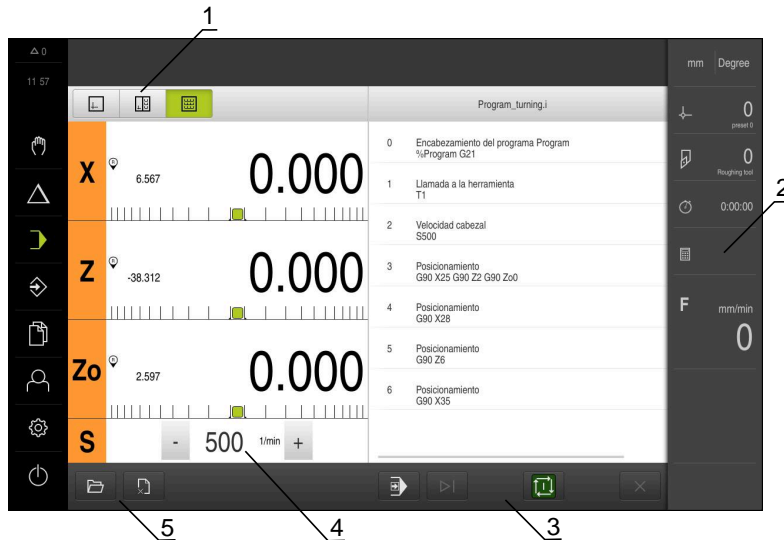 1
0
11 57
mm Degree
Program_turning.i
0
preset 0
0
Roughing tool
0:00:00
2
F mm/min
0
X R 6.567 0.000
Z R -38.312 0.000
Zo R 2.597 0.000
S - 500 1/min +
0 Encabezamiento del programa Program
%Program G21
1 Llamada a la herramienta
T1
2 Velocidad cabezal
S500
3 Posicionamiento
G90 X25 G90 Z2 G90 Zo0
4 Posicionamiento
G90 X28
5 Posicionamiento
G90 Z6
6 Posicionamiento
G90 X35
5
4
3